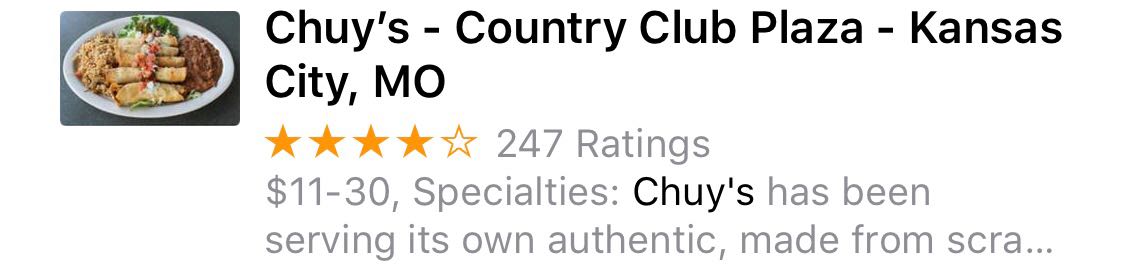 Chuy’s - Country Club Plaza - Kansas
City, MO
★★★★☆ 247 Ratings
$11-30, Specialties: Chuy's has been
serving its own authentic, made from scra...